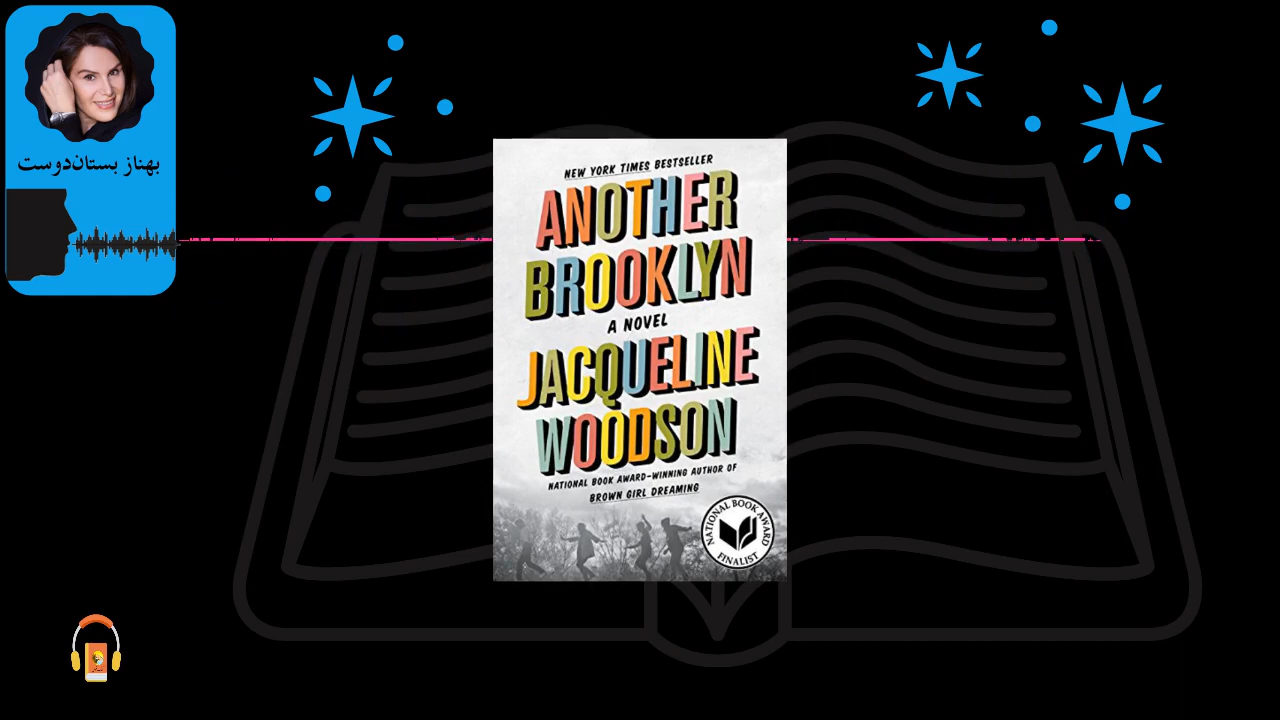 بهناز بستان‌دوست
NEW YORK TIMES BESTSELLER
ANOTHER
BROOKLYN
A NOVEL
JACQUELINE
WOODSON
NATIONAL BOOK AWARD-WINNING AUTHOR OF
BROWN GIRL DREAMING
NATIONAL BOOK AWARD
FINALIST